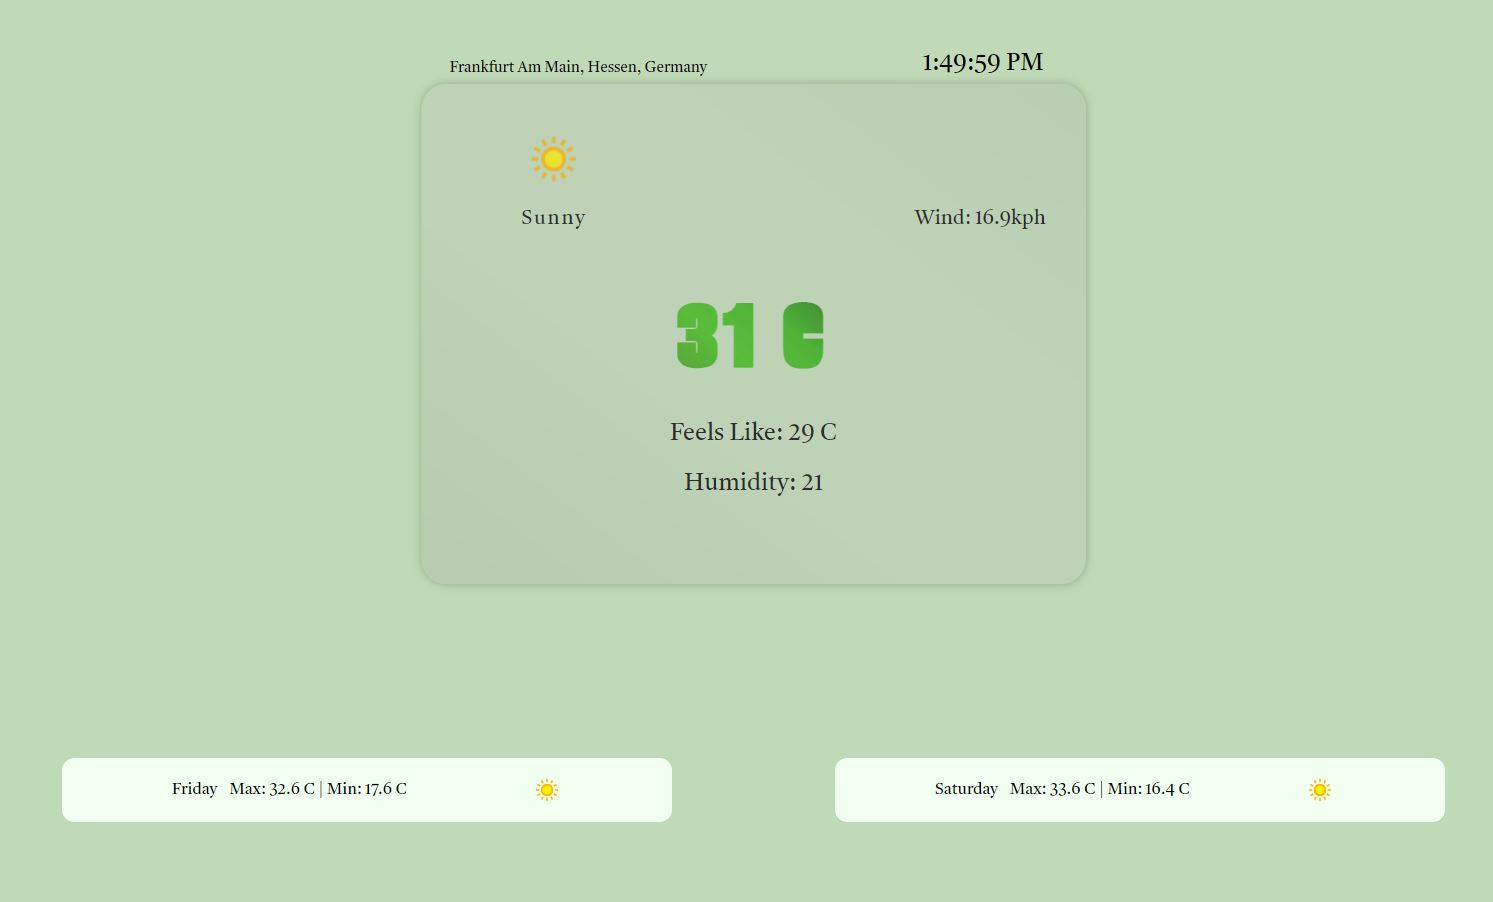 Frankfurt Am Main, Hessen, Germany
1:49:59 PM
Sunny
Wind: 16.9kph
31 C
Feels Like: 29 C
Humidity: 21
Friday Max: 32.6 C | Min: 17.6 C
Saturday Max: 33.6 C | Min: 16.4 C